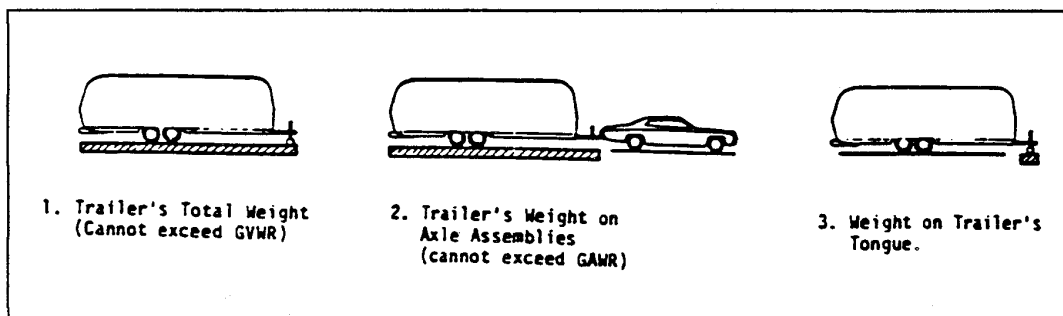 1. Trailer's Total Weight
(Cannot exceed GVWR)
2. Trailer's Weight on
Axle Assemblies
(cannot exceed GAWR)
3. Weight on Trailer's
Tongue.